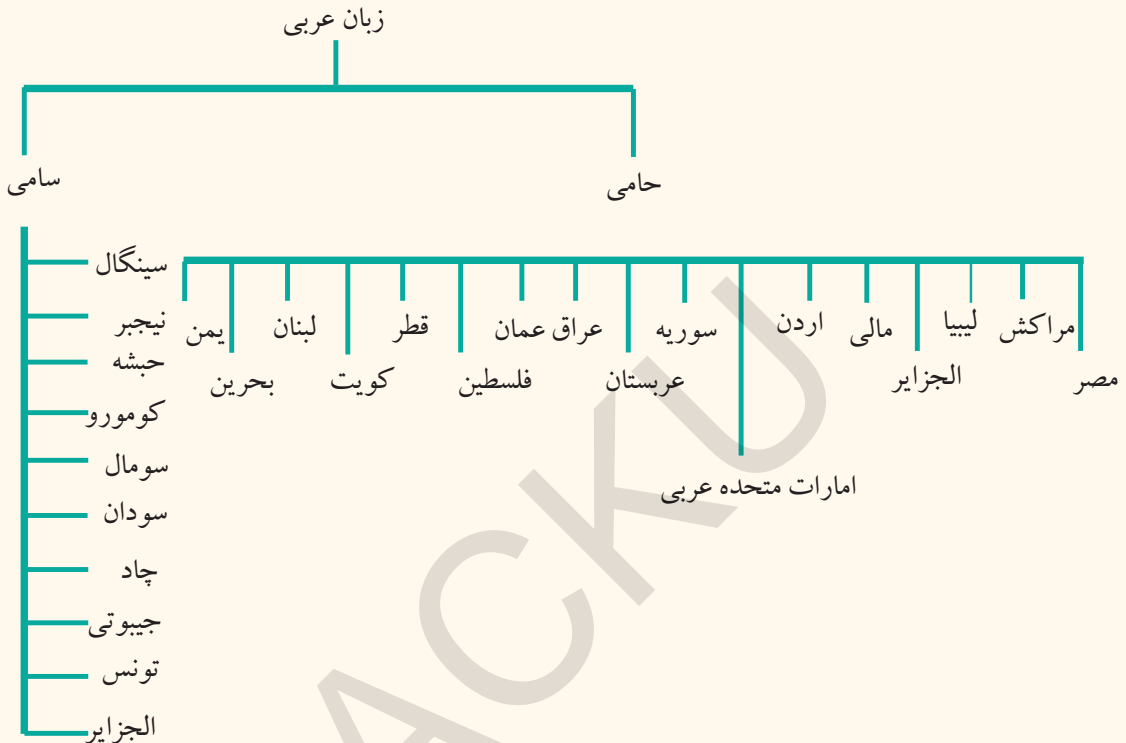 زبان عربی
حامی
سامی
مصر
مراکش
لیبیا
الجزایر
مالی
اردن
امارات متحده عربی
سوریه
عربستان
عراق
عمان
فلسطین
قطر
کویت
لبنان
بحرین
یمن
سینگال
نیجبر
حبشه
کومورو
سومال
سودان
چاد
جیبوتی
تونس
الجزایر
ACKU